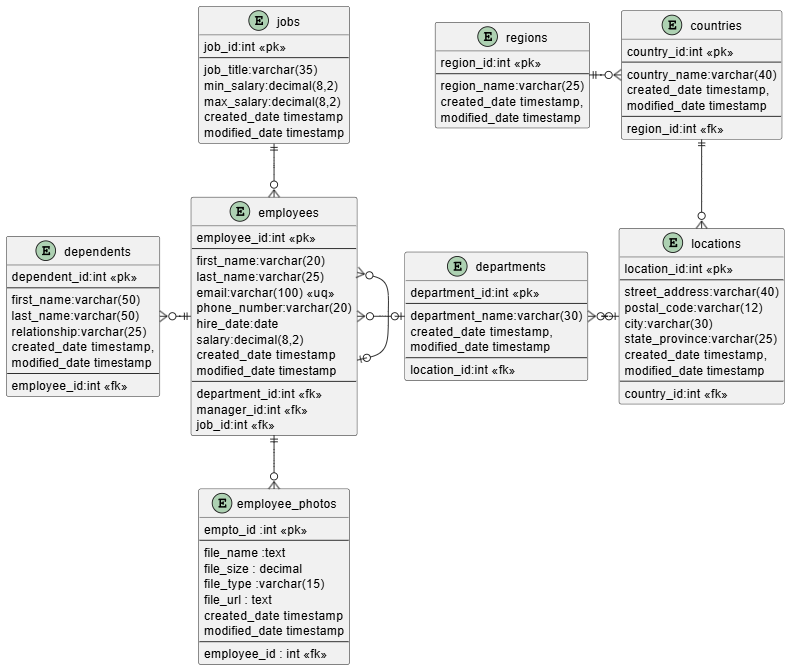 E jobs
job_id:int «pk»
job_title:varchar(35)
min_salary:decimal(8,2)
max_salary:decimal(8,2)
created_date timestamp
modified_date timestamp
E regions
region_id:int «pk»
region_name:varchar(25)
created_date timestamp,
modified_date timestamp
E countries
country_id:int «pk»
country_name:varchar(40)
created_date timestamp,
modified_date timestamp
region_id:int «fk»
E dependents
dependent_id:int «pk»
first_name:varchar(50)
last_name:varchar(50)
relationship:varchar(25)
created_date timestamp,
modified_date timestamp
employee_id:int «fk»
E employees
employee_id:int «pk»
first_name:varchar(20)
last_name:varchar(25)
email:varchar(100) «uq»
phone_number:varchar(20)
hire_date:date
salary:decimal(8,2)
created_date timestamp
modified_date timestamp
department_id:int «fk»
manager_id:int «fk»
job_id:int «fk»
E departments
department_id:int «pk»
department_name:varchar(30)
created_date timestamp,
modified_date timestamp
location_id:int «fk»
E locations
location_id:int «pk»
street_address:varchar(40)
postal_code:varchar(12)
city:varchar(30)
state_province:varchar(25)
created_date timestamp,
modified_date timestamp
country_id:int «fk»
E employee_photos
empto_id :int «pk»
file_name :text
file_size : decimal
file_type :varchar(15)
file_url : text
created_date timestamp
modified_date timestamp
employee_id : int «fk»